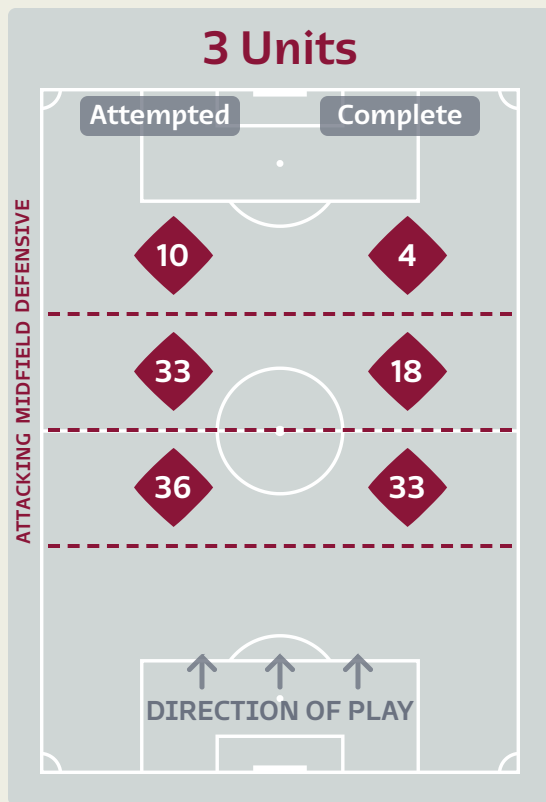 3 Units
Attempted Complete
ATTACKING MIDFIELD DEFENSIVE
10 4
33 18
36 33
DIRECTION OF PLAY